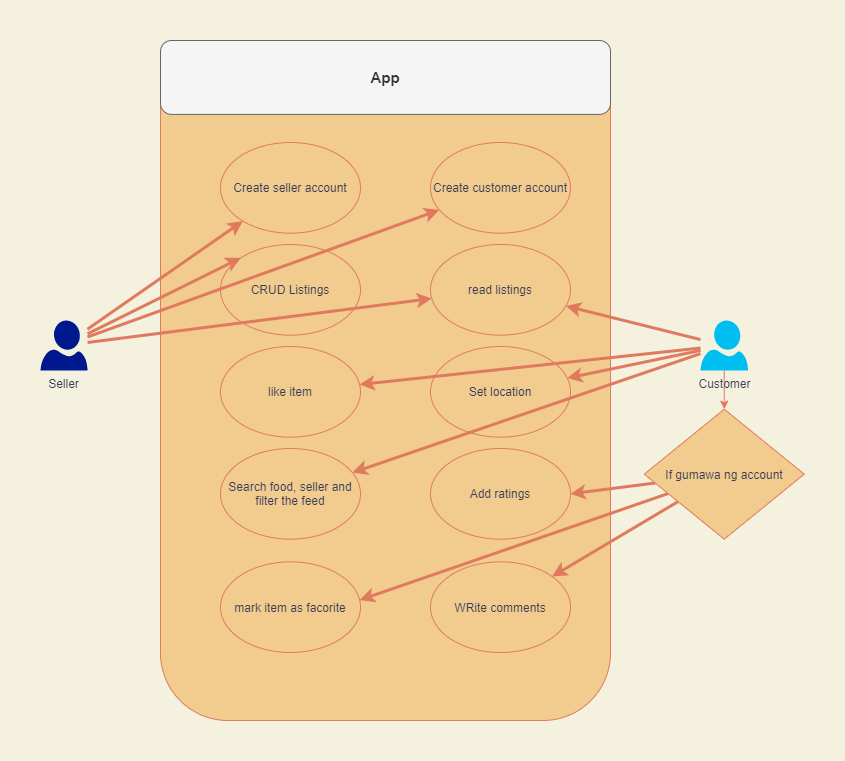 App
Create seller account
Create customer account
CRUD Listings
read listings
Seller
Customer
like item
Set location
If gumawa ng account
Search food, seller and
filter the feed
Add ratings
mark item as facorite
WRite comments